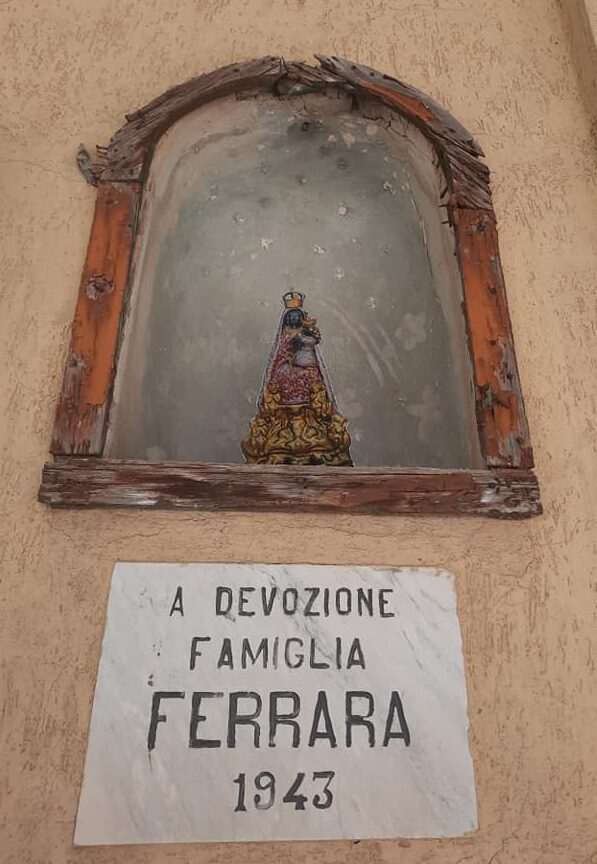 A DEVOZIONE
FAMIGLIA
FERRARA
1943